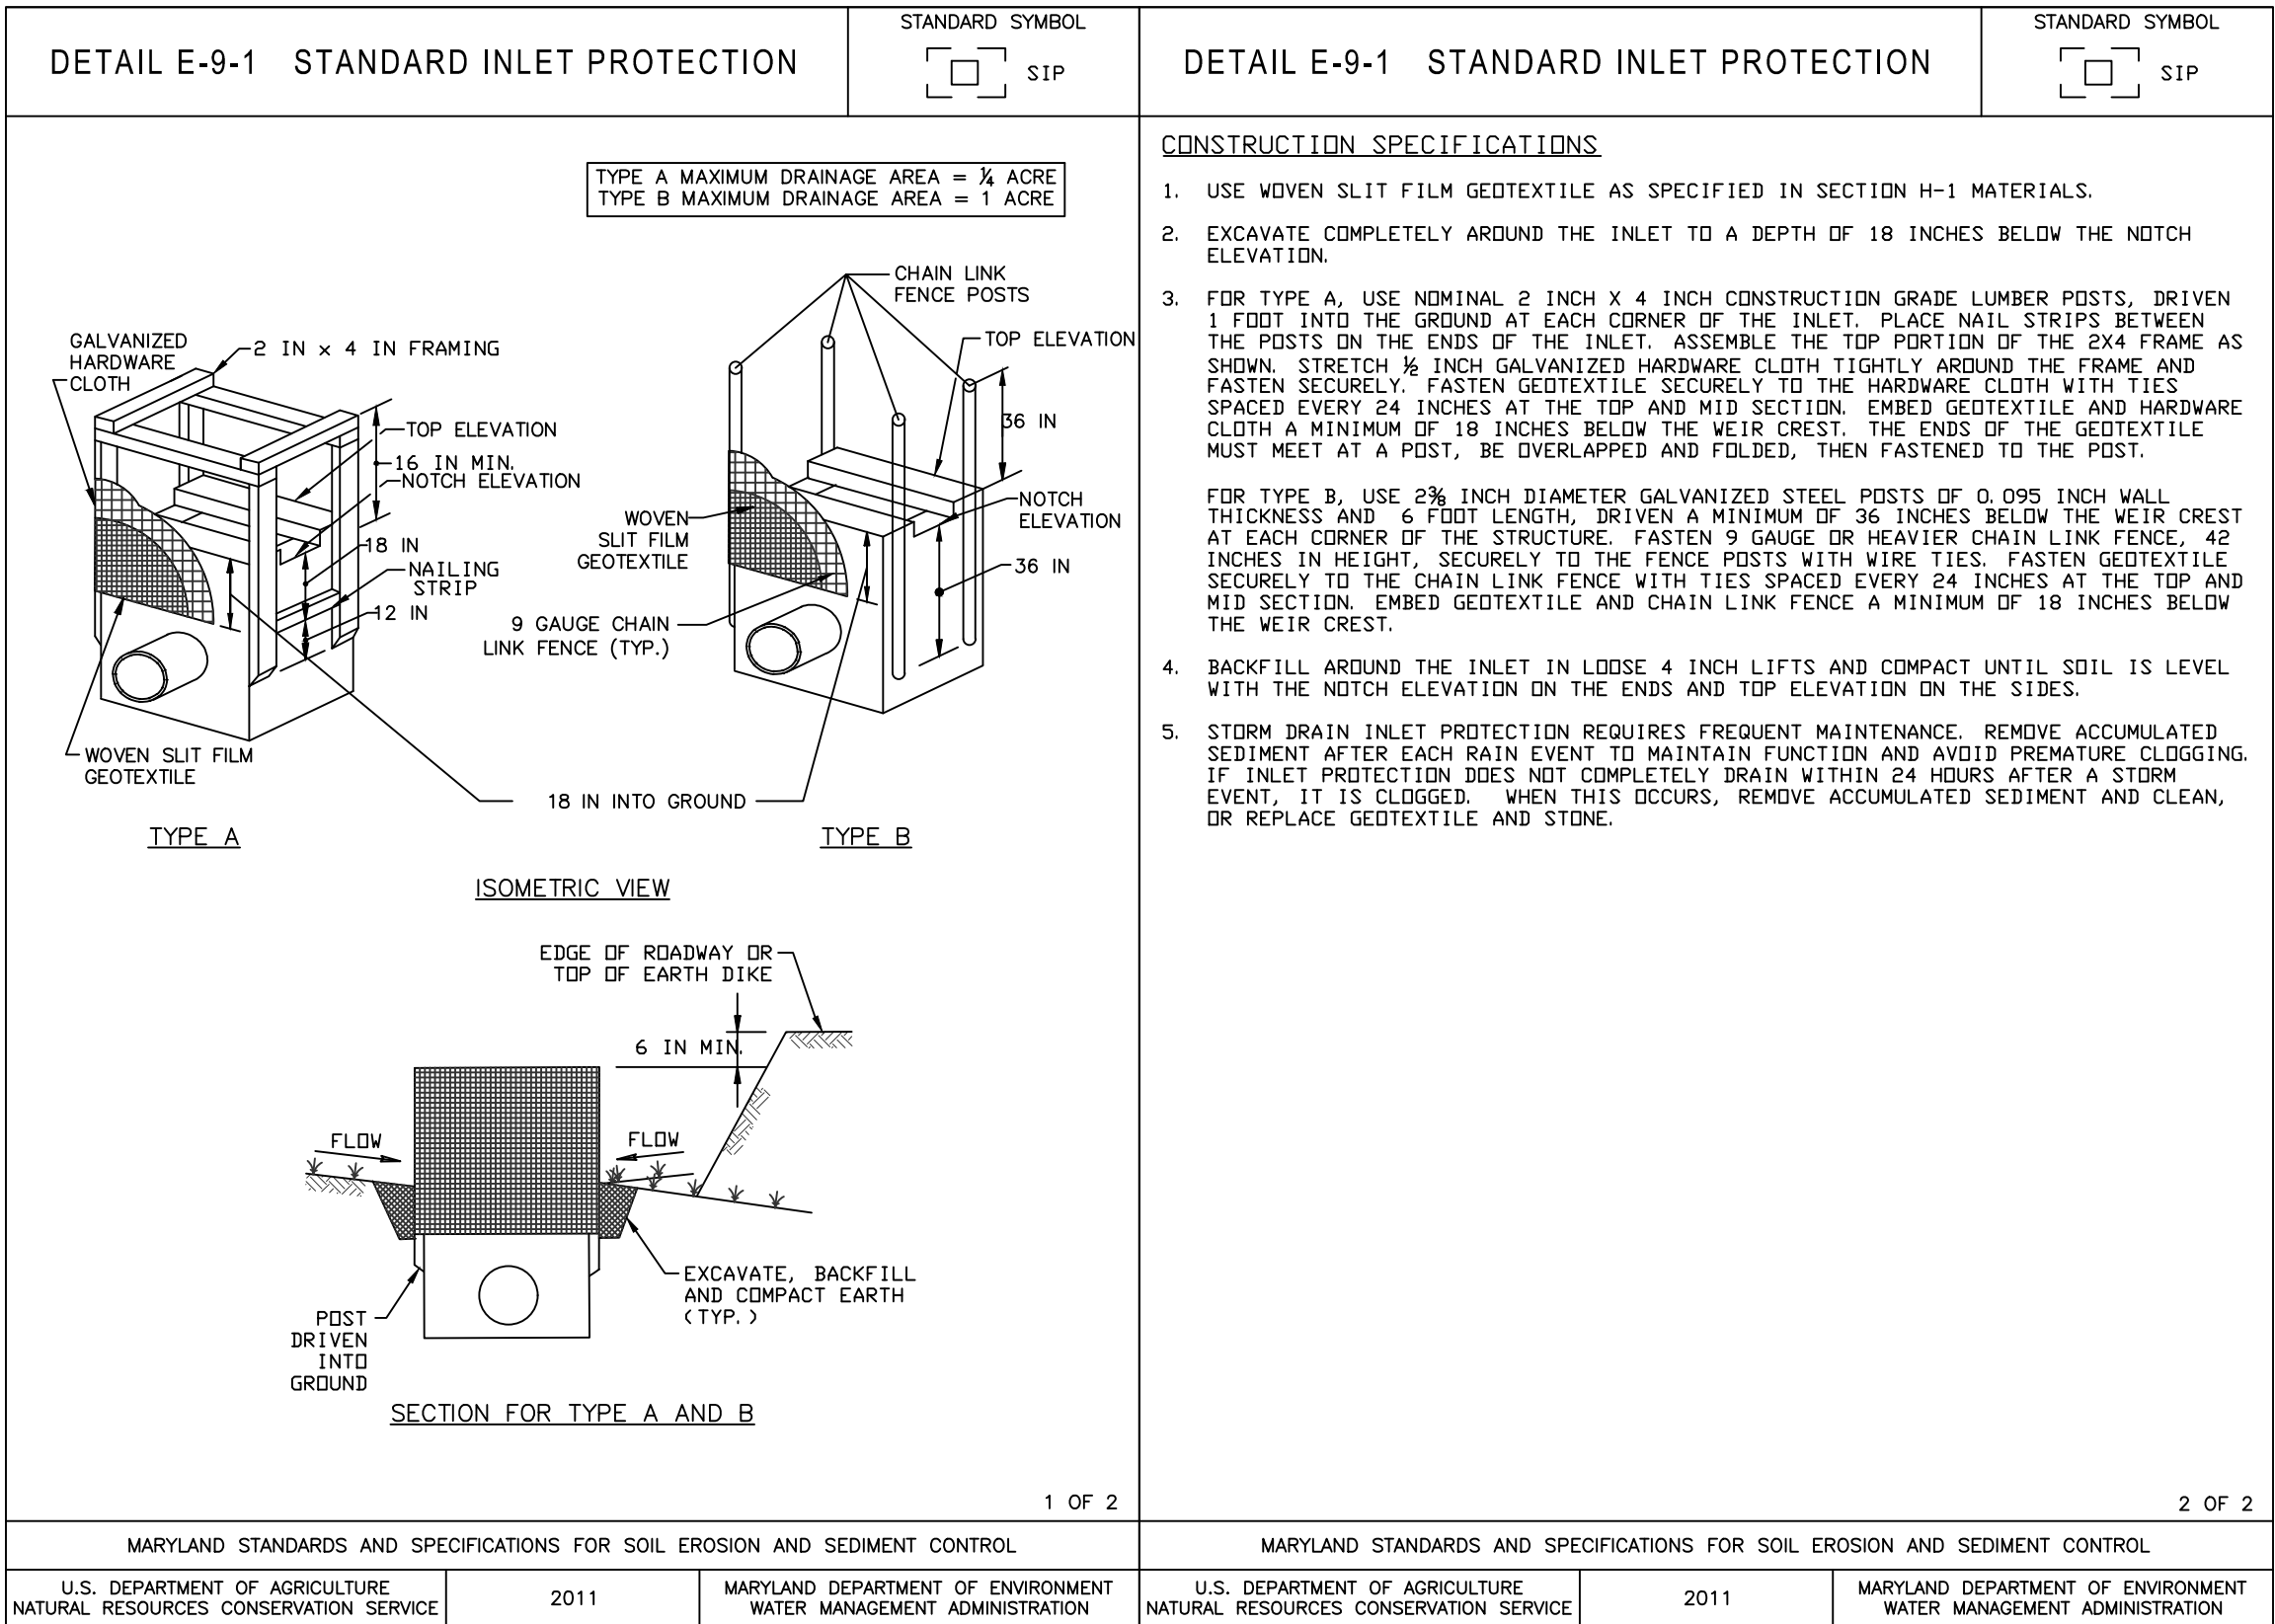 DETAIL E-9-1 STANDARD INLET PROTECTION
STANDARD SYMBOL
SIP
TYPE A MAXIMUM DRAINAGE AREA = ¼ ACRE
TYPE B MAXIMUM DRAINAGE AREA = 1 ACRE
GALVANIZED
HARDWARE
CLOTH
2 IN x 4 IN FRAMING
TOP ELEVATION
16 IN MIN.
NOTCH ELEVATION
18 IN
NAILING
STRIP
12 IN
WOVEN SLIT FILM
GEOTEXTILE
TYPE A
CHAIN LINK
FENCE POSTS
TOP ELEVATION
36 IN
NOTCH
ELEVATION
36 IN
WOVEN
SLIT FILM
GEOTEXTILE
9 GAUGE CHAIN
LINK FENCE (TYP.)
18 IN INTO GROUND
TYPE B
ISOMETRIC VIEW
EDGE OF ROADWAY OR
TOP OF EARTH DIKE
6 IN MIN.
FLOW
FLOW
EXCAVATE, BACKFILL
AND COMPACT EARTH
(TYP.)
POST
DRIVEN
INTO
GROUND
SECTION FOR TYPE A AND B
1 OF 2
MARYLAND STANDARDS AND SPECIFICATIONS FOR SOIL EROSION AND SEDIMENT CONTROL
U.S. DEPARTMENT OF AGRICULTURE
NATURAL RESOURCES CONSERVATION SERVICE
2011
MARYLAND DEPARTMENT OF ENVIRONMENT
WATER MANAGEMENT ADMINISTRATION
DETAIL E-9-1 STANDARD INLET PROTECTION
STANDARD SYMBOL
SIP
CONSTRUCTION SPECIFICATIONS
1. USE WOVEN SLIT FILM GEOTEXTILE AS SPECIFIED IN SECTION H-1 MATERIALS.
2. EXCAVATE COMPLETELY AROUND THE INLET TO A DEPTH OF 18 INCHES BELOW THE NOTCH
ELEVATION.
3. FOR TYPE A, USE NOMINAL 2 INCH X 4 INCH CONSTRUCTION GRADE LUMBER POSTS, DRIVEN
1 FOOT INTO THE GROUND AT EACH CORNER OF THE INLET. PLACE NAIL STRIPS BETWEEN
THE POSTS ON THE ENDS OF THE INLET. ASSEMBLE THE TOP PORTION OF THE 2X4 FRAME AS
SHOWN. STRETCH ½ INCH GALVANIZED HARDWARE CLOTH TIGHTLY AROUND THE FRAME AND
FASTEN SECURELY. FASTEN GEOTEXTILE SECURELY TO THE HARDWARE CLOTH WITH TIES
SPACED EVERY 24 INCHES AT THE TOP AND MID SECTION. EMBED GEOTEXTILE AND HARDWARE
CLOTH A MINIMUM OF 18 INCHES BELOW THE WEIR CREST. THE ENDS OF THE GEOTEXTILE
MUST MEET AT A POST, BE OVERLAPPED AND FOLDED, THEN FASTENED TO THE POST.
FOR TYPE B, USE 2⅜ INCH DIAMETER GALVANIZED STEEL POSTS OF 0.095 INCH WALL
THICKNESS AND 6 FOOT LENGTH, DRIVEN A MINIMUM OF 36 INCHES BELOW THE WEIR CREST
AT EACH CORNER OF THE STRUCTURE. FASTEN 9 GAUGE OR HEAVIER CHAIN LINK FENCE, 42
INCHES IN HEIGHT, SECURELY TO THE FENCE POSTS WITH WIRE TIES. FASTEN GEOTEXTILE
SECURELY TO THE CHAIN LINK FENCE WITH TIES SPACED EVERY 24 INCHES AT THE TOP AND
MID SECTION. EMBED GEOTEXTILE AND CHAIN LINK FENCE A MINIMUM OF 18 INCHES BELOW
THE WEIR CREST.
4. BACKFILL AROUND THE INLET IN LOOSE 4 INCH LIFTS AND COMPACT UNTIL SOIL IS LEVEL
WITH THE NOTCH ELEVATION ON THE ENDS AND TOP ELEVATION ON THE SIDES.
5. STORM DRAIN INLET PROTECTION REQUIRES FREQUENT MAINTENANCE. REMOVE ACCUMULATED
SEDIMENT AFTER EACH RAIN EVENT TO MAINTAIN FUNCTION AND AVOID PREMATURE CLOGGING.
IF INLET PROTECTION DOES NOT COMPLETELY DRAIN WITHIN 24 HOURS AFTER A STORM
EVENT, IT IS CLOGGED. WHEN THIS OCCURS, REMOVE ACCUMULATED SEDIMENT AND CLEAN,
OR REPLACE GEOTEXTILE AND STONE.
2 OF 2
MARYLAND STANDARDS AND SPECIFICATIONS FOR SOIL EROSION AND SEDIMENT CONTROL
U.S. DEPARTMENT OF AGRICULTURE
NATURAL RESOURCES CONSERVATION SERVICE
2011
MARYLAND DEPARTMENT OF ENVIRONMENT
WATER MANAGEMENT ADMINISTRATION